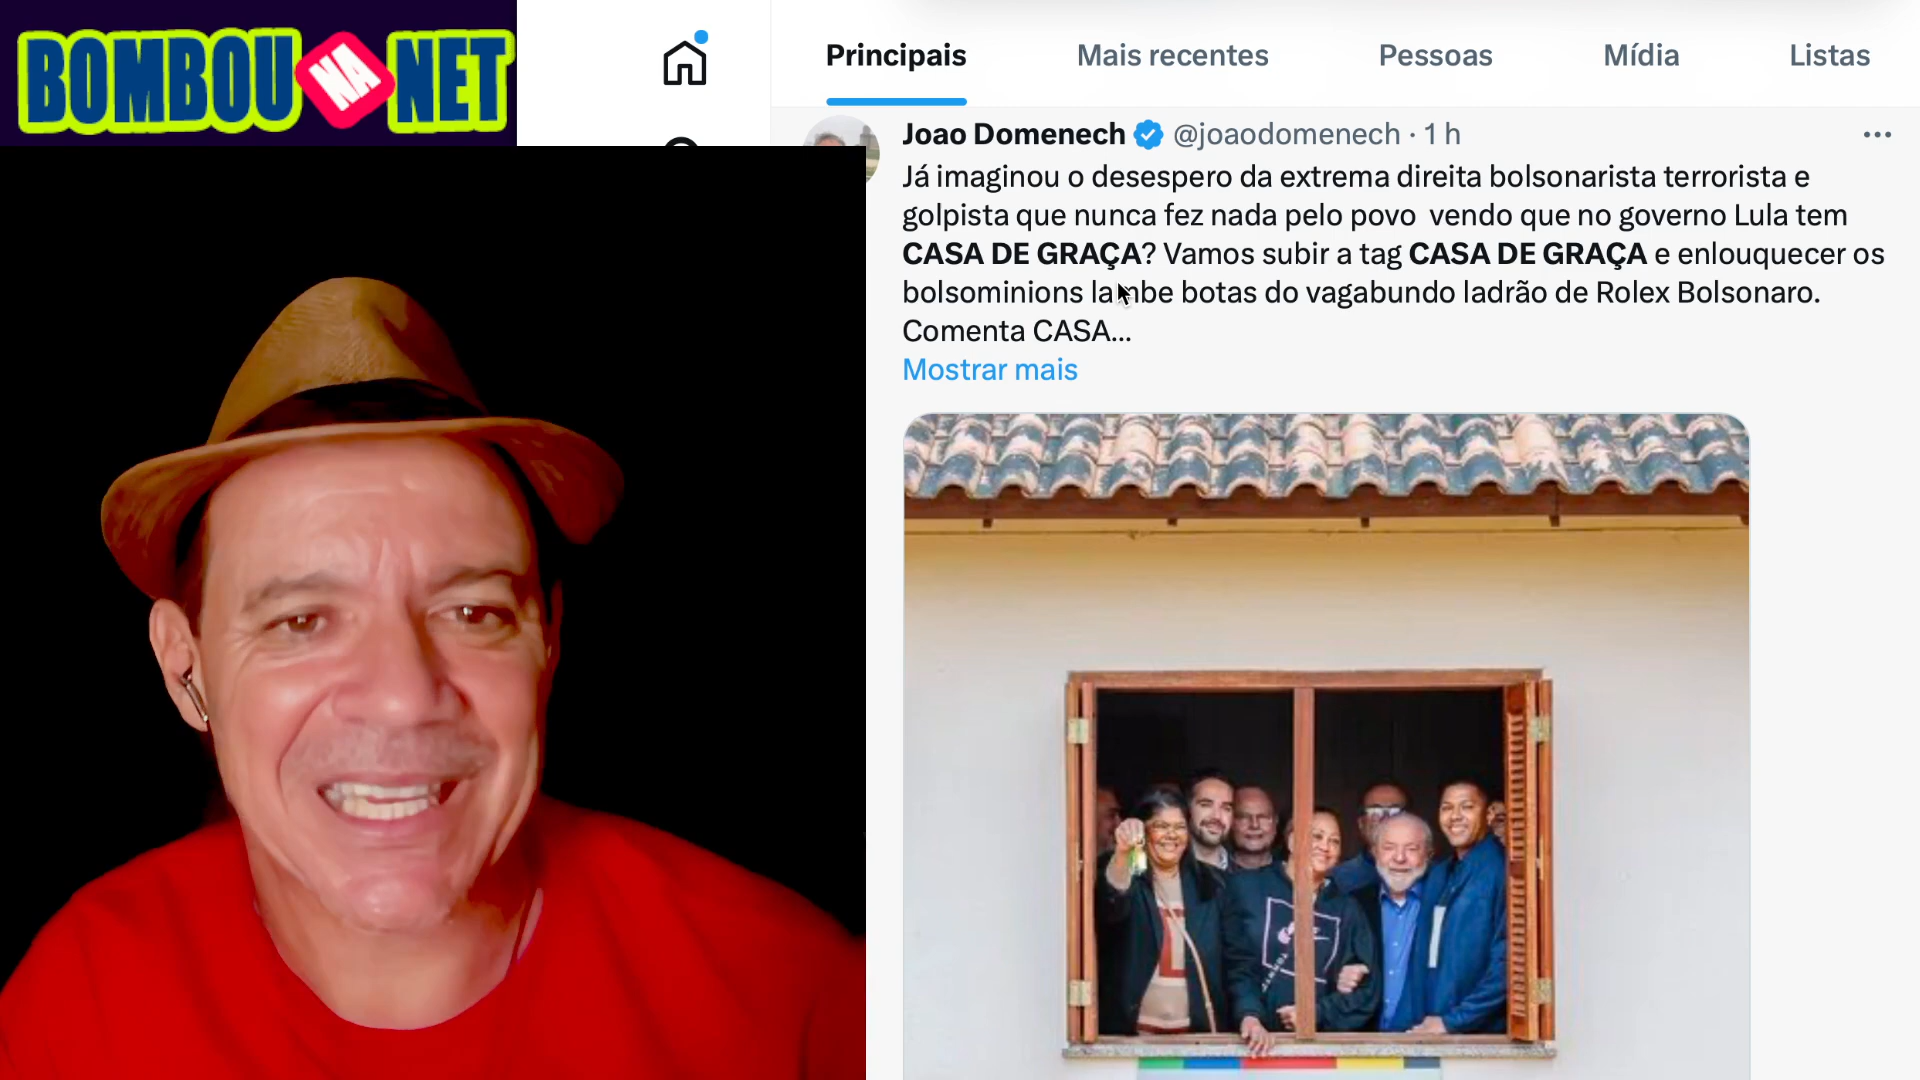 BOMBOU NA NET
Principais
Mais recentes
Pessoas
Mídia
Listas
Joao Domenech @joaodomenech · 1 h
Já imaginou o desespero da extrema direita bolsonarista terrorista e
golpista que nunca fez nada pelo povo  vendo que no governo Lula tem
CASA DE GRAÇA? Vamos subir a tag CASA DE GRAÇA e enlouquecer os
bolsominions lambe botas do vagabundo ladrão de Rolex Bolsonaro.
Comenta CASA...
Mostrar mais